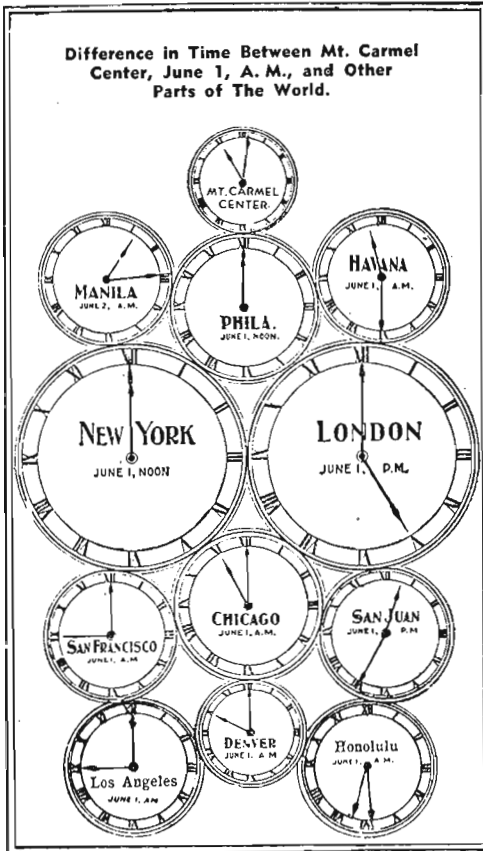 Difference in Time Between Mt. Carmel
Center, June 1, A. M., and Other
Parts of The World.
MT. CARMEL
CENTER.
MANILA
JUNE 2, A.M.
PHILA.
JUNE 1, NOON.
HAVANA
JUNE 1, A.M.
NEW YORK
JUNE 1, NOON
LONDON
JUNE 1, P.M.
CHICAGO
JUNE 1, A.M.
SAN FRANCISCO
JUNE 1, A.M
SAN JUAN
JUNE 1, P.M
DENVER
JUNE 1, A M
Los Angeles
JUNE 1, AM
Honolulu
JUNE 1, A.M.